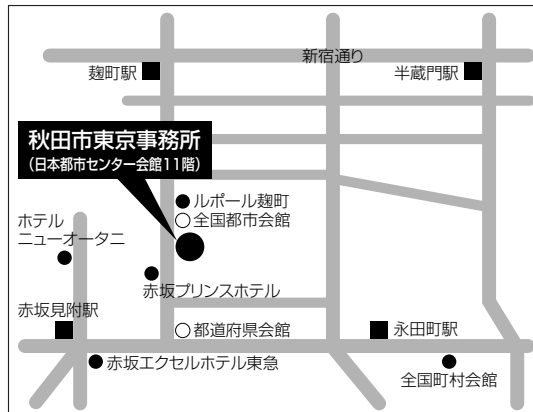 新宿通り
麹町駅
半蔵門駅
秋田市東京事務所
（日本都市センター会館11階）
ルポール麹町
全国都市会館
ホテル
ニューオータニ
赤坂プリンスホテル
赤坂見附駅
都道府県会館
永田町駅
赤坂エクセルホテル東急
全国町村会館